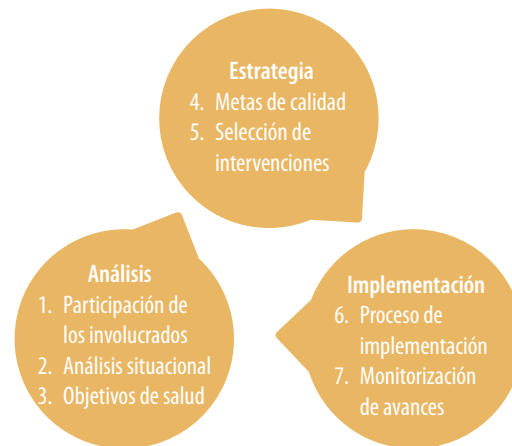 Estrategia
4. Metas de calidad
5. Selección de
intervenciones
Análisis
1. Participación de
los involucrados
2. Análisis situacional
3. Objetivos de salud
Implementación
6. Proceso de
implementación
7. Monitorización
de avances